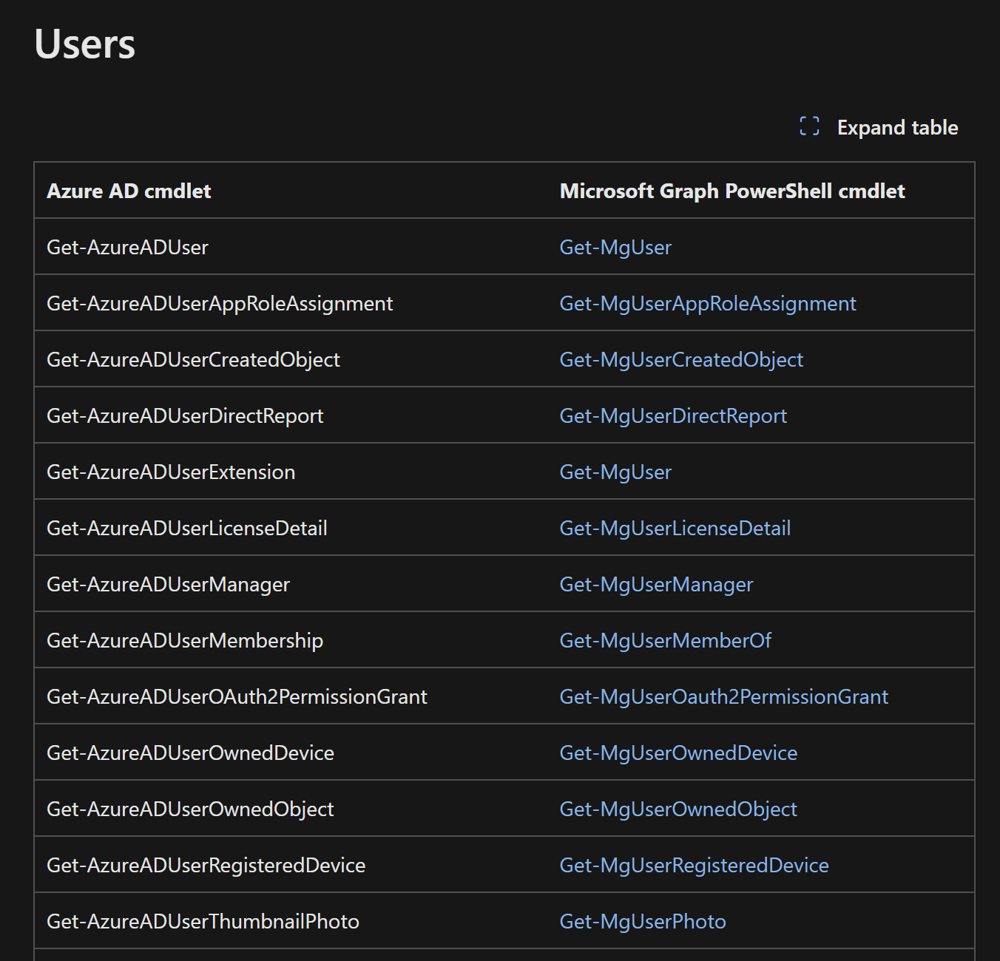 Users
Expand table
Azure AD cmdlet Microsoft Graph PowerShell cmdlet
Get-AzureADUser Get-MgUser
Get-AzureADUserAppRoleAssignment Get-MgUserAppRoleAssignment
Get-AzureADUserCreatedObject Get-MgUserCreatedObject
Get-AzureADUserDirectReport Get-MgUserDirectReport
Get-AzureADUserExtension Get-MgUser
Get-AzureADUserLicenseDetail Get-MgUserLicenseDetail
Get-AzureADUserManager Get-MgUserManager
Get-AzureADUserMembership Get-MgUserMemberOf
Get-AzureADUserOAuth2PermissionGrant Get-MgUserOauth2PermissionGrant
Get-AzureADUserOwnedDevice Get-MgUserOwnedDevice
Get-AzureADUserOwnedObject Get-MgUserOwnedObject
Get-AzureADUserRegisteredDevice Get-MgUserRegisteredDevice
Get-AzureADUserThumbnailPhoto Get-MgUserPhoto